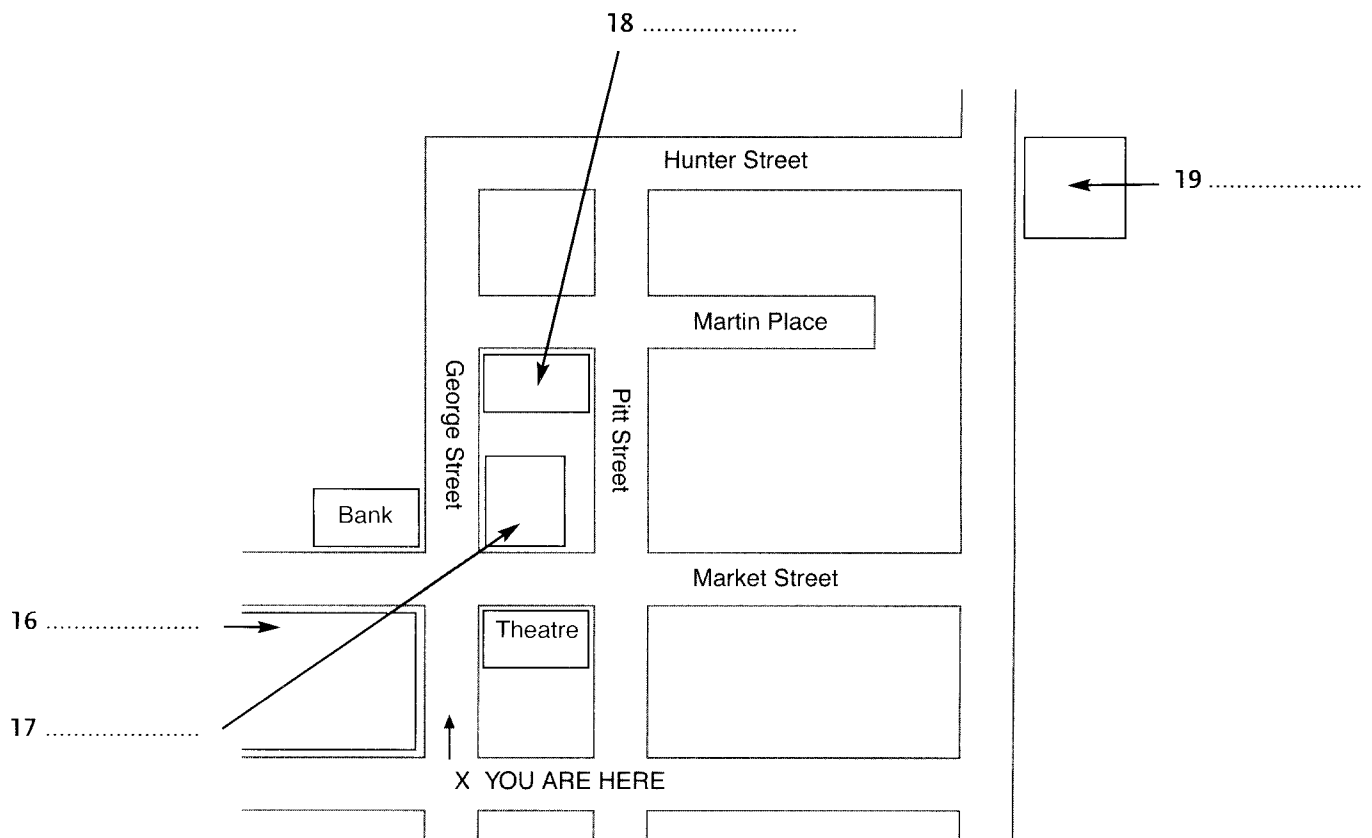 18 ......................
Hunter Street
19 ......................
Martin Place
George Street
Pitt Street
Bank
Market Street
16 ......................
Theatre
17 ......................
X YOU ARE HERE